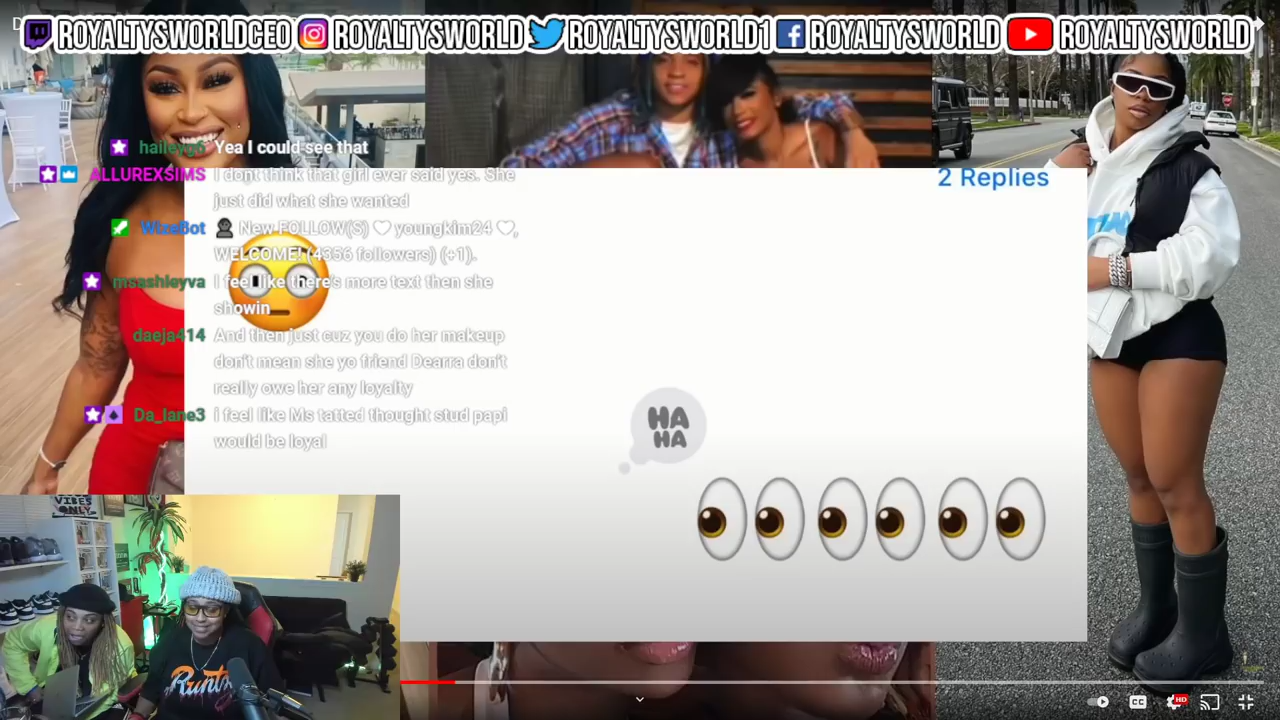 ROYALTYSWORLDCEO ROYALTYSWORLD ROYALTYSWORLD1 ROYALTYSWORLD ROYALTYSWORLD
2 Replies
haileyg6 Yea I could see that
ALLUREXSIMS I dont think that girl ever said yes. She
just did what she wanted
WizeBot New FOLLOW(S) youngkim24,
WELCOME! (4356 followers) (+1).
msashleyva I feel like there's more text then she
showin
daeja414 And then just cuz you do her makeup
don't mean she yo friend Dearra don't
really owe her any loyalty
Da_lane3 i feel like Ms tatted thought stud papi
would be loyal
HA
HA
VIBES
ONLY
Runtz
CC
HD